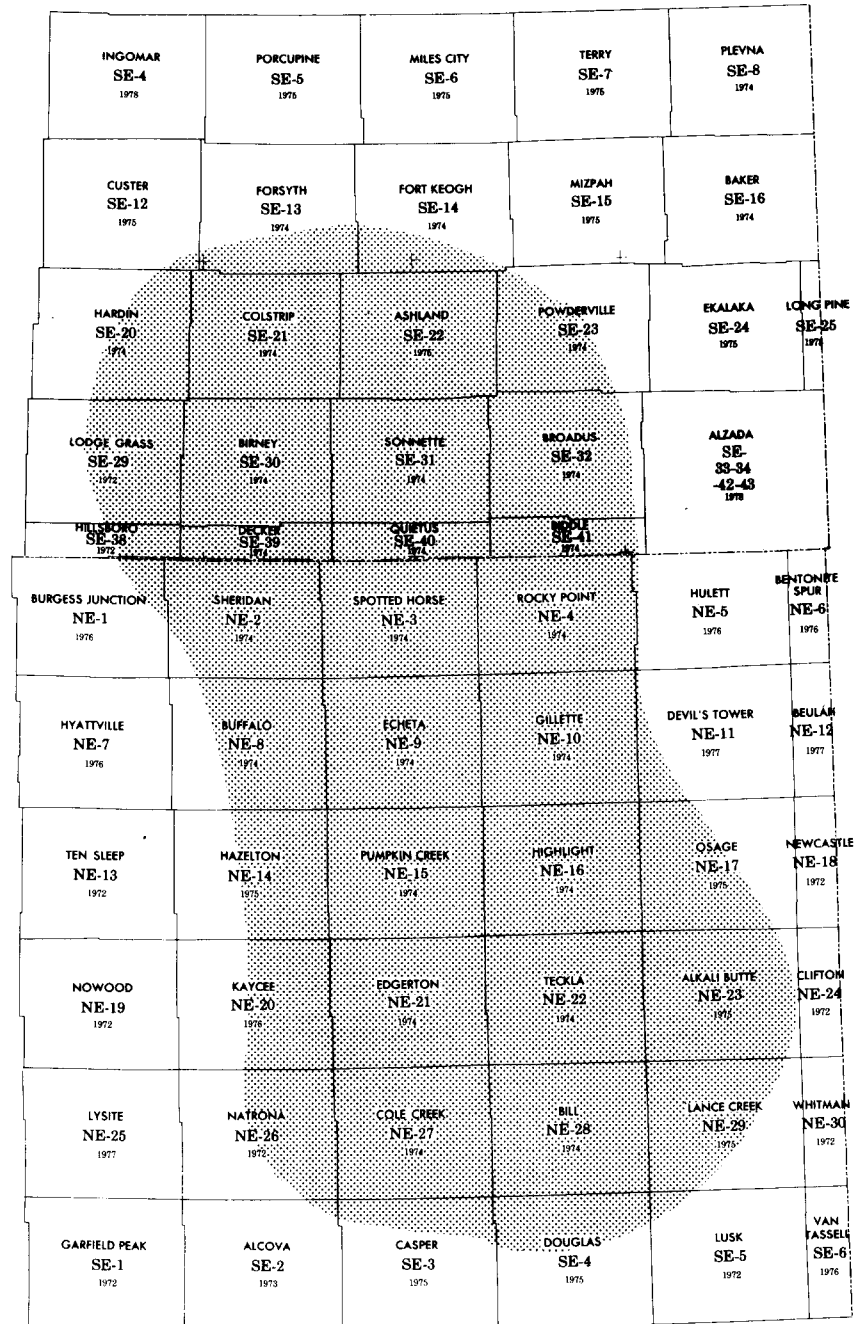 INGOMAR
SE-4
1978
PORCUPINE
SE-5
1975
MILES CITY
SE-6
1975
TERRY
SE-7
1975
PLEVNA
SE-8
1974
CUSTER
SE-12
1975
FORSYTH
SE-13
1974
FORT KEOGH
SE-14
1974
MIZPAH
SE-15
1975
BAKER
SE-16
1974
HARDIN
SE-20
1974
COLSTRIP
SE-21
1974
ASHLAND
SE-22
1975
POWDERVILLE
SE-23
1974
EKALAKA
SE-24
1975
LONG PINE
SE-25
1975
LODGE GRASS
SE-29
1972
BIRNEY
SE-30
1974
SONNETTE
SE-31
1974
BROADUS
SE-32
1974
ALZADA
SE-
33-34
-42-43
1978
HILLSBORO
SE-38
1972
DECKER
SE-39
1974
QUIETUS
SE-40
1974
BIDDLE
SE-41
1974
BURGESS JUNCTION
NE-1
1976
SHERIDAN
NE-2
1974
SPOTTED HORSE
NE-3
1974
ROCKY POINT
NE-4
1974
HULETT
NE-5
1976
BENTONITE
SPUR
NE-6
1976
HYATTVILLE
NE-7
1976
BUFFALO
NE-8
1974
ECHETA
NE-9
1974
GILLETTE
NE-10
1974
DEVIL'S TOWER
NE-11
1977
BEULAH
NE-12
1977
TEN SLEEP
NE-13
1972
HAZELTON
NE-14
1975
PUMPKIN CREEK
NE-15
1974
HIGHLIGHT
NE-16
1974
OSAGE
NE-17
1975
NEWCASTLE
NE-18
1972
NOWOOD
NE-19
1972
KAYCEE
NE-20
EDGERTON
NE-21
1974
TECKLA
NE-22
1974
ALKALI BUTTE
NE-23
1975
CLIFTON
NE-24
1972
LYSITE
NE-25
1977
NATRONA
NE-26
1972
COLE CREEK
NE-27
1974
BILL
NE-28
1974
LANCE CREEK
NE-29
1975
WHITMAN
NE-30
1972
GARFIELD PEAK
SE-1
1972
ALCOVA
SE-2
1973
CASPER
SE-3
1975
DOUGLAS
SE-4
1975
LUSK
SE-5
1972
VAN
TASSELL
SE-6
1976